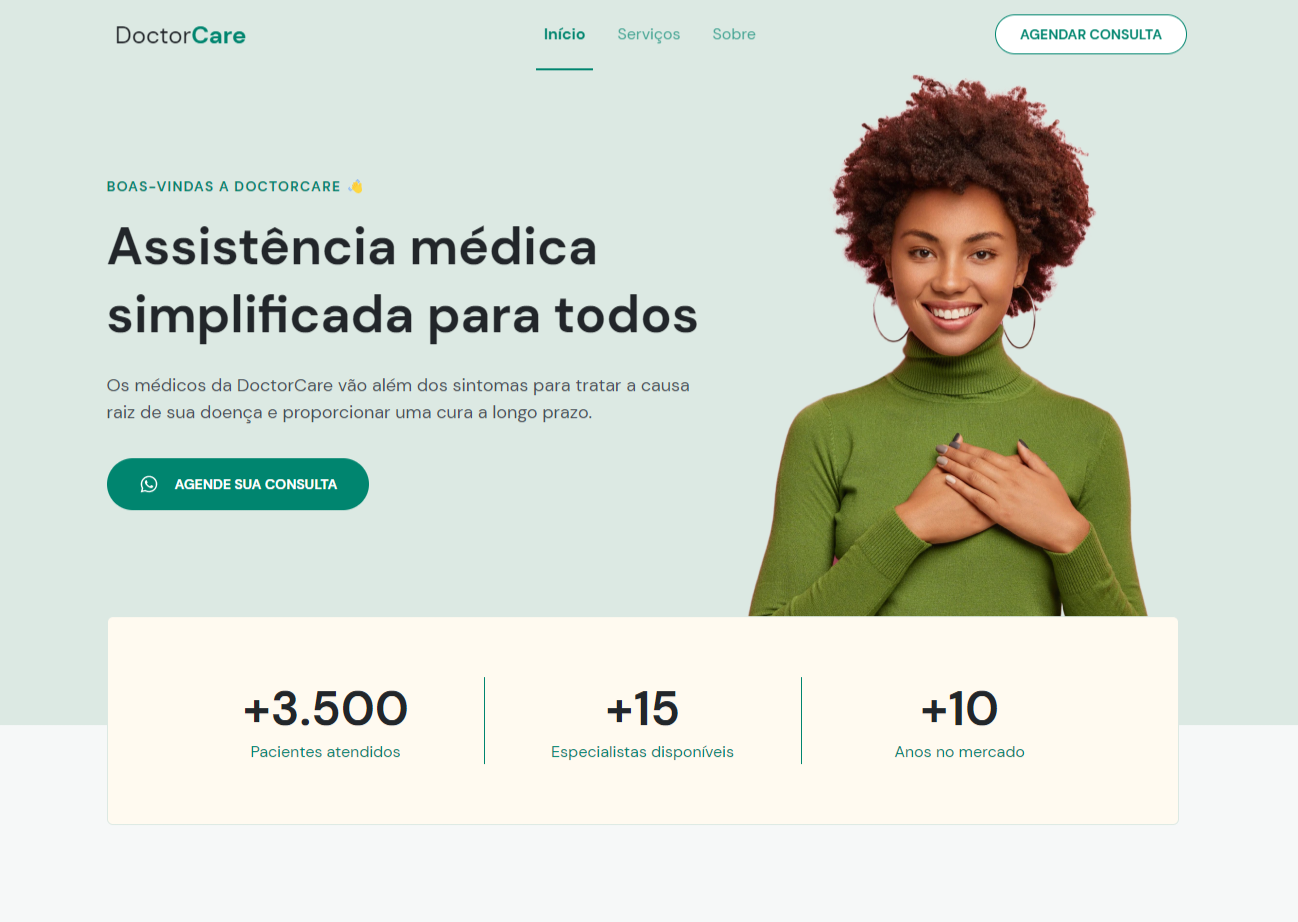 DoctorCare
Início
Serviços
Sobre
AGENDAR CONSULTA
BOAS-VINDAS A DOCTORCARE 👋
Assistência médica
simplificada para todos
Os médicos da DoctorCare vão além dos sintomas para tratar a causa
raiz de sua doença e proporcionar uma cura a longo prazo.
AGENDE SUA CONSULTA
+3.500
Pacientes atendidos
+15
Especialistas disponíveis
+10
Anos no mercado